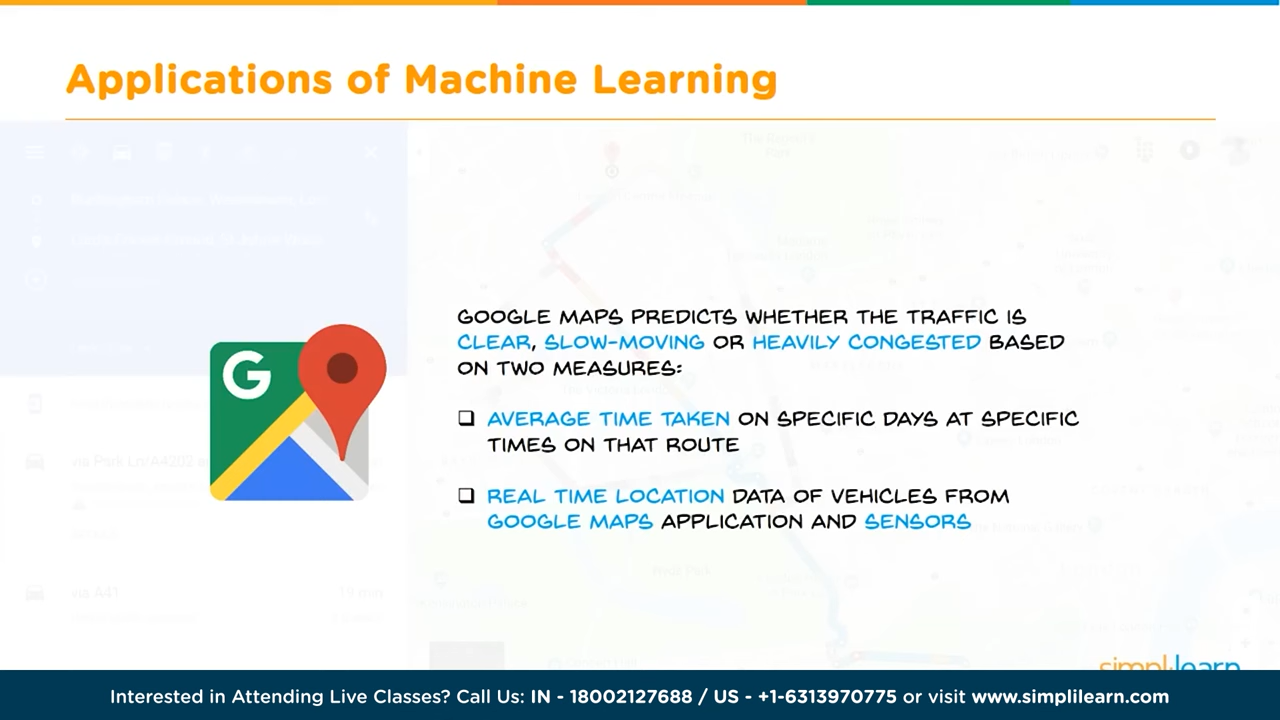 Applications of Machine Learning
GOOGLE MAPS PREDICTS WHETHER THE TRAFFIC IS
CLEAR, SLOW-MOVING OR HEAVILY CONGESTED BASED
ON TWO MEASURES:
AVERAGE TIME TAKEN ON SPECIFIC DAYS AT SPECIFIC
TIMES ON THAT ROUTE
REAL TIME LOCATION DATA OF VEHICLES FROM
GOOGLE MAPS APPLICATION AND SENSORS
G
via A41
simplilearn
Interested in Attending Live Classes? Call Us: IN - 18002127688 / US - +1-6313970775 or visit www.simplilearn.com